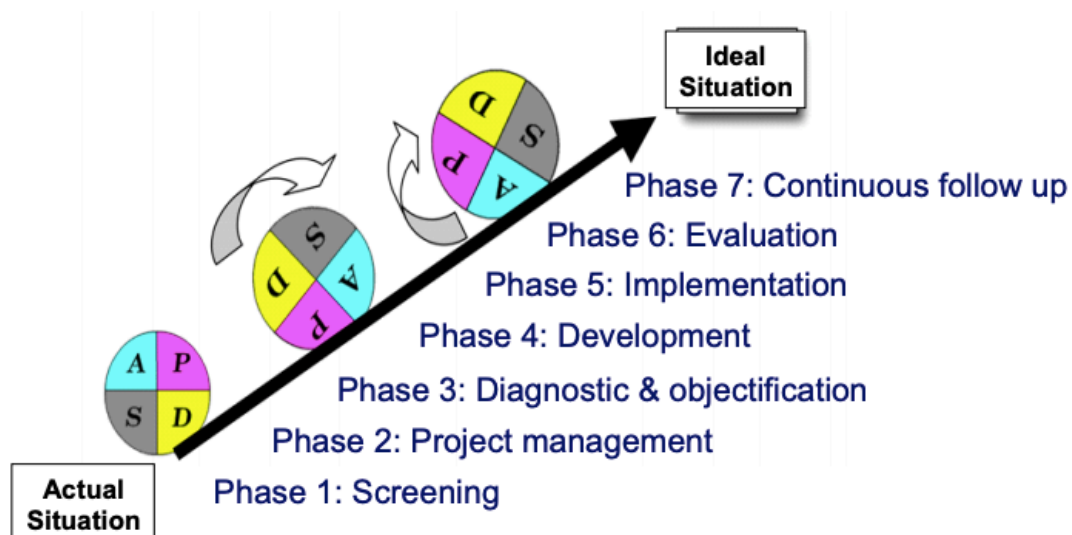 Ideal
Situation
D
S
P
A
Phase 7: Continuous follow up
Phase 6: Evaluation
S
D
A
P
Phase 5: Implementation
Phase 4: Development
A P
S D
Phase 3: Diagnostic & objectification
Phase 2: Project management
Actual
Situation
Phase 1: Screening